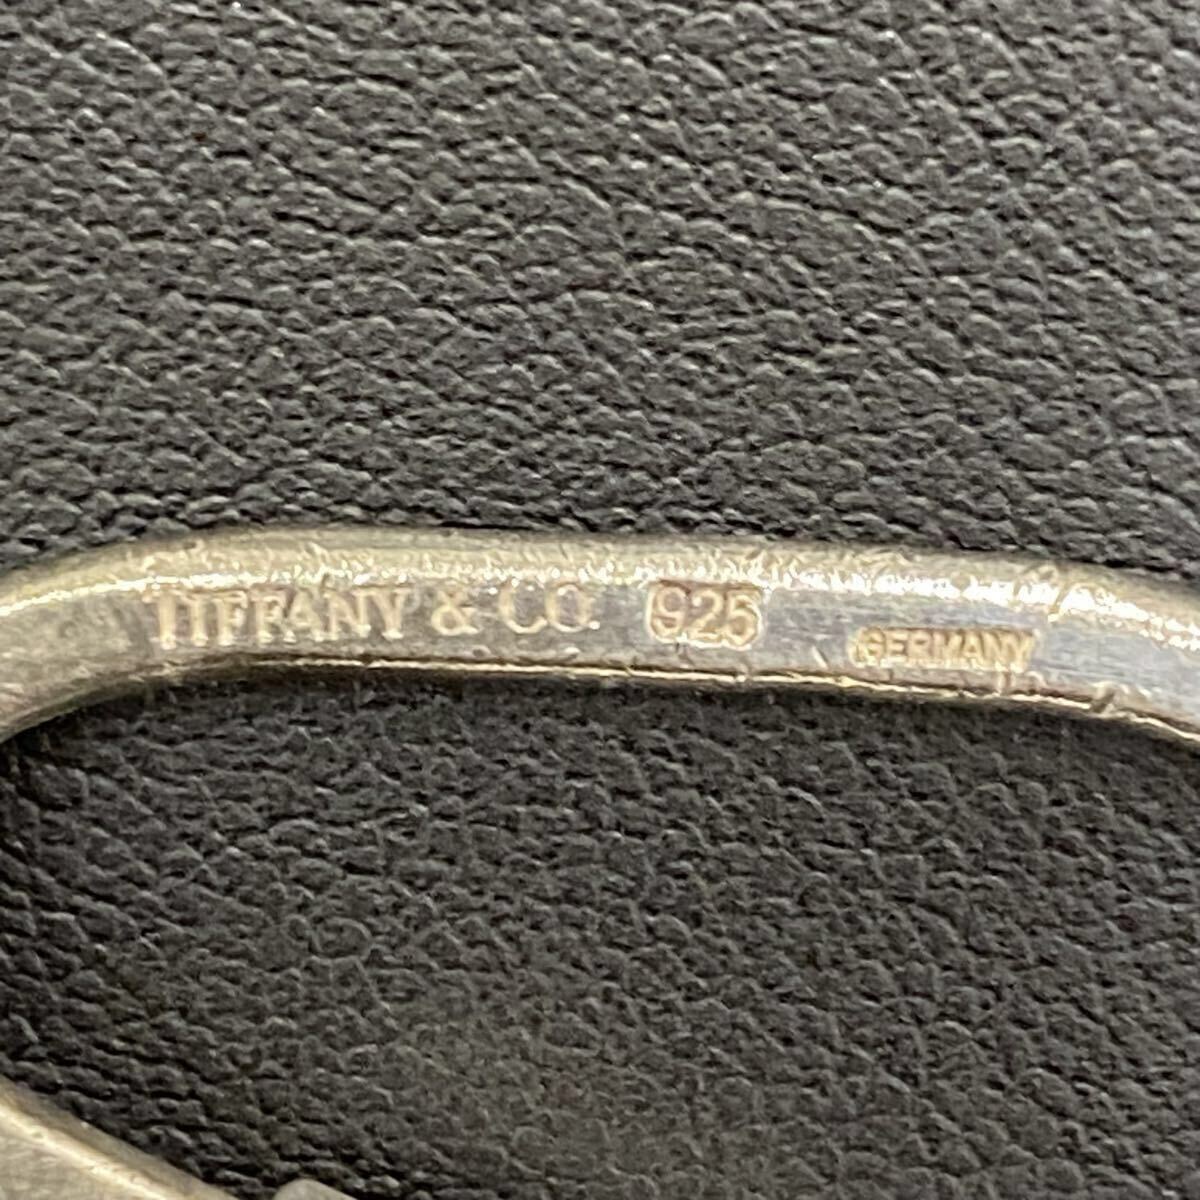 TIFFANY & CO. 925 GERMANY